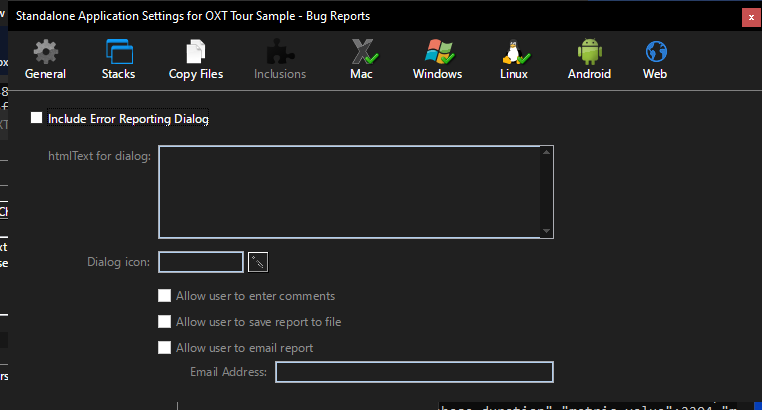 Standalone Application Settings for OXT Tour Sample - Bug Reports
General Stacks Copy Files Inclusions Mac Windows Linux Android Web
Include Error Reporting Dialog
htmlText for dialog:
Dialog icon:
Allow user to enter comments
Allow user to save report to file
Allow user to email report
Email Address: